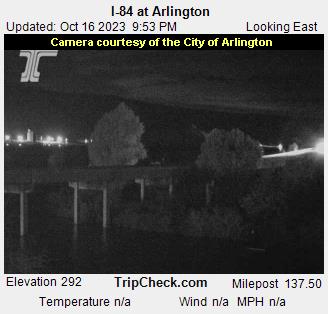 I-84 at Arlington
Updated: Oct 16 2023 9:53 PM Looking East
Camera courtesy of the City of Arlington
Elevation 292 TripCheck.com Milepost 137.50
Temperature n/a Wind n/a MPH n/a